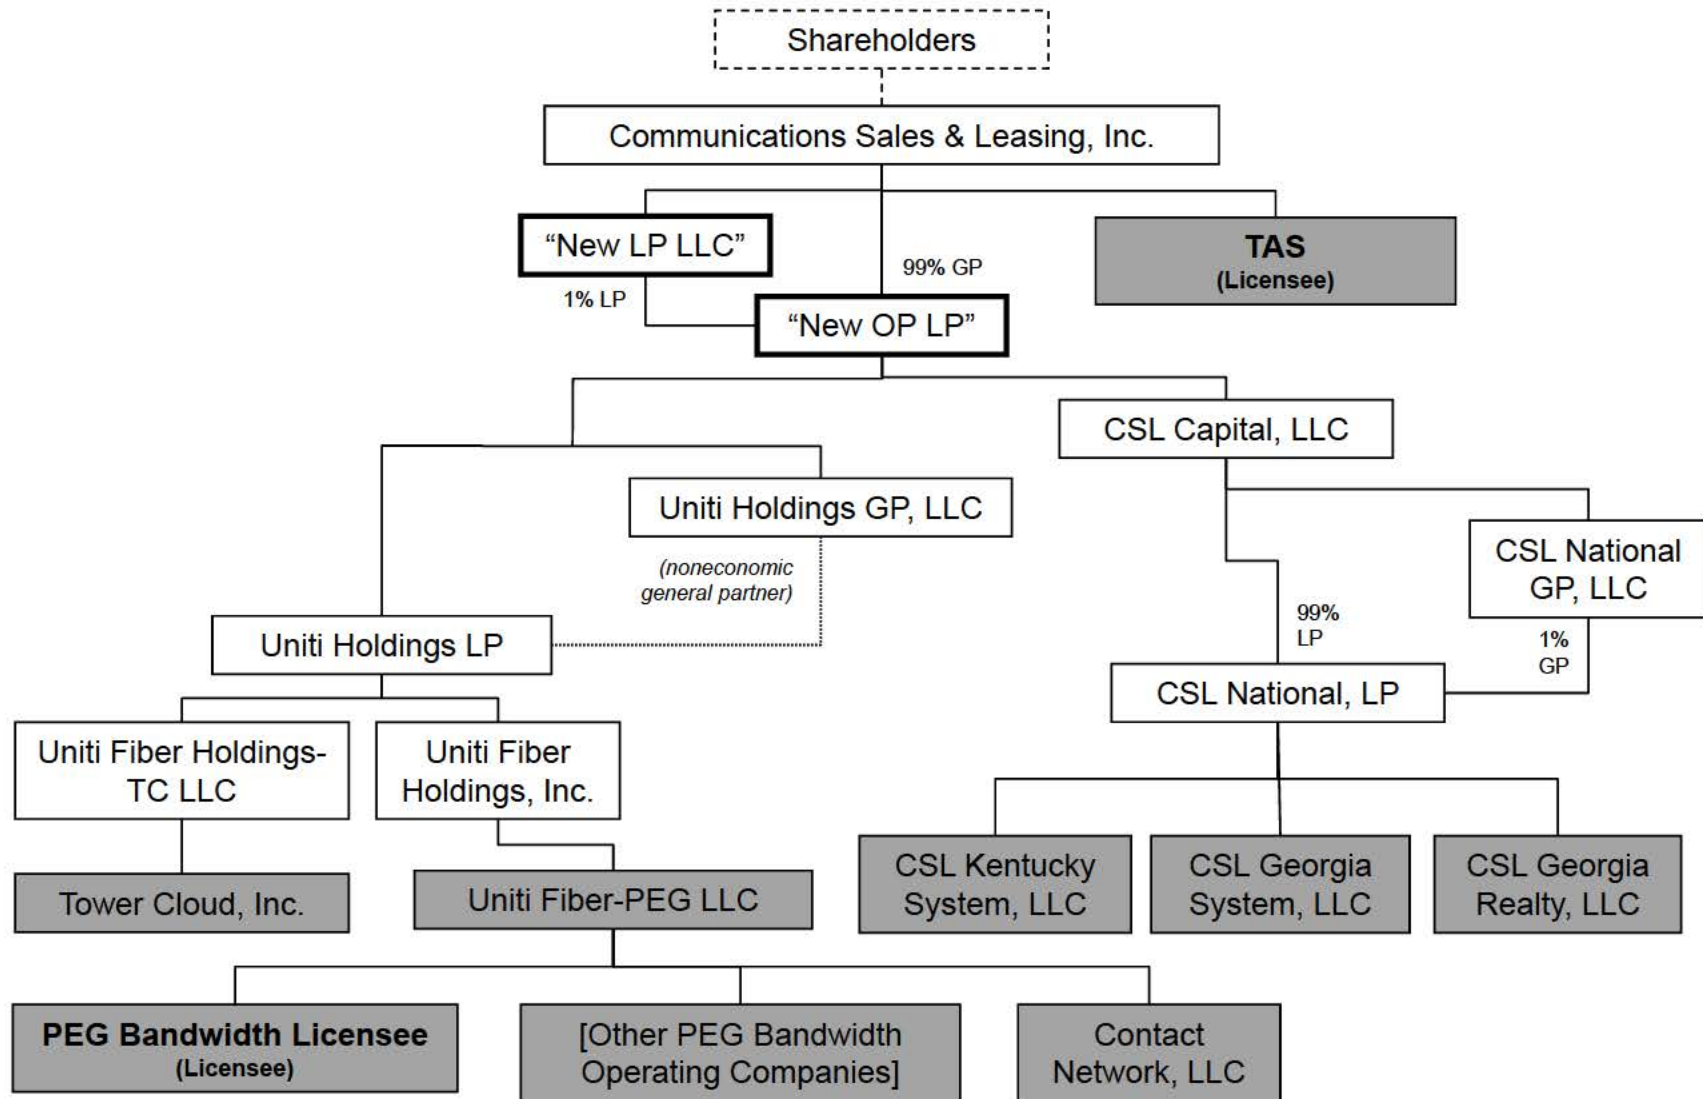 Shareholders
Communications Sales & Leasing, Inc.
“New LP LLC”
TAS
(Licensee)
99% GP
1% LP
“New OP LP”
CSL Capital, LLC
Uniti Holdings GP, LLC
(noneconomic
general partner)
CSL National
GP, LLC
99%
LP
1%
GP
Uniti Holdings LP
CSL National, LP
Uniti Fiber Holdings-
TC LLC
Uniti Fiber
Holdings, Inc.
Tower Cloud, Inc.
Uniti Fiber-PEG LLC
CSL Kentucky
System, LLC
CSL Georgia
System, LLC
CSL Georgia
Realty, LLC
PEG Bandwidth Licensee
(Licensee)
[Other PEG Bandwidth
Operating Companies]
Contact
Network, LLC